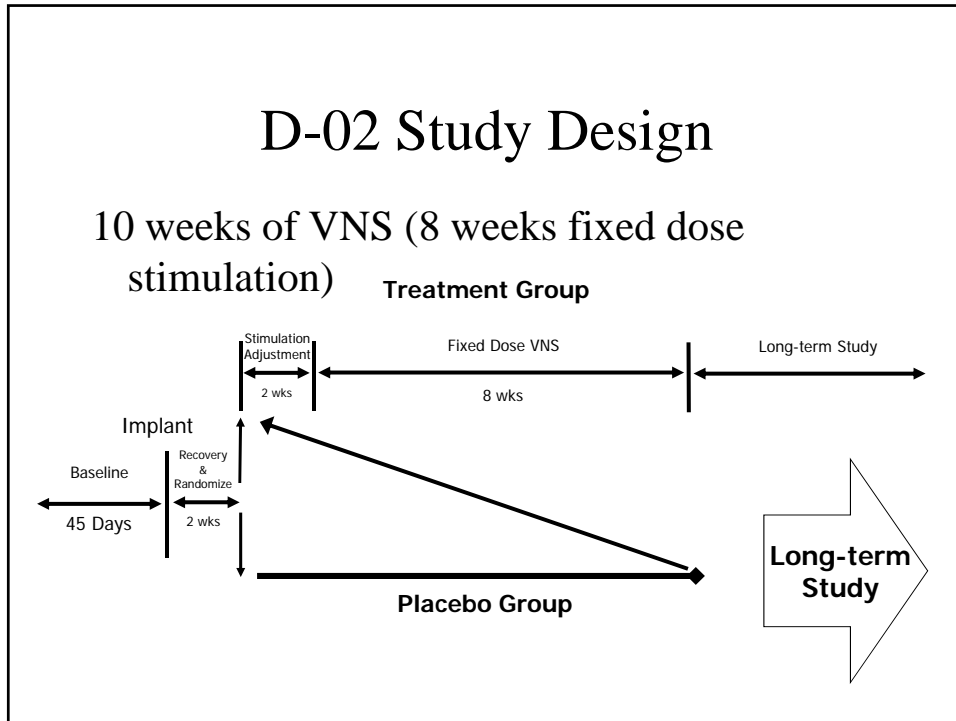 D-02 Study Design
10 weeks of VNS (8 weeks fixed dose
stimulation)
Treatment Group
Stimulation
Adjustment
2 wks
Fixed Dose VNS
8 wks
Long-term Study
Implant
Baseline
45 Days
Recovery
&
Randomize
2 wks
Placebo Group
Long-term
Study